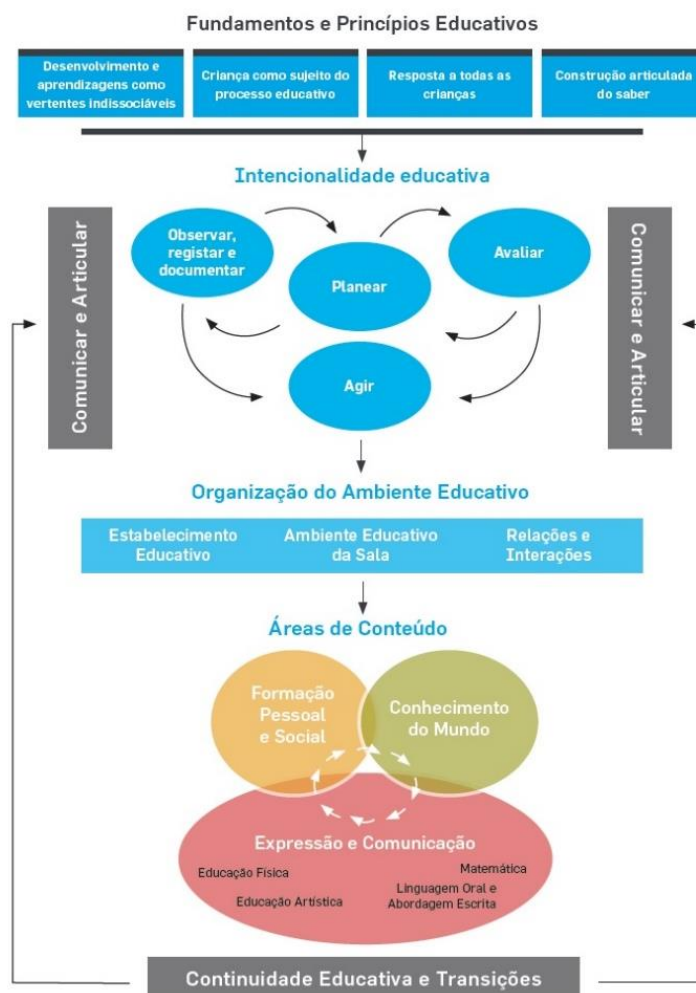 Fundamentos e Princípios Educativos
Desenvolvimento e
aprendizagens como
vertentes indissociáveis
Criança como sujeito do
processo educativo
Resposta a todas as
crianças
Construção articulada
do saber
Intencionalidade educativa
Comunicar e Articular
Observar,
registar e
documentar
Planear
Avaliar
Agir
Comunicar e Articular
Organização do Ambiente Educativo
Estabelecimento
Educativo
Ambiente Educativo
da Sala
Relações e
Interações
Áreas de Conteúdo
Formação
Pessoal
e Social
Conhecimento
do Mundo
Expressão e Comunicação
Educação Física
Matemática
Educação Artística
Linguagem Oral e
Abordagem Escrita
Continuidade Educativa e Transições